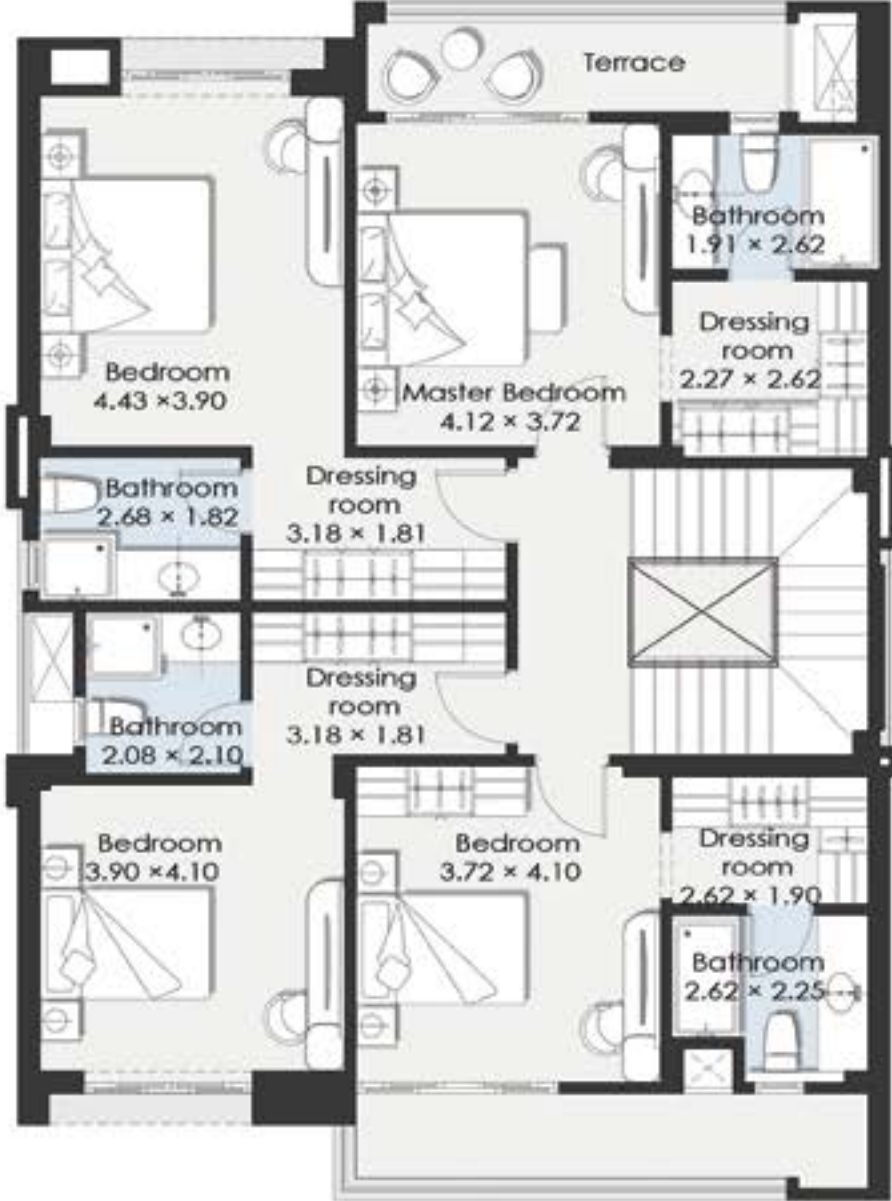 Terrace
Bathroom
1.91 × 2.62
Dressing
room
2.27 × 2.62
Bedroom
4.43 ×3.90
Master Bedroom
4.12 × 3.72
Bathroom
2.68 × 1.82
Dressing
room
3.18 × 1.81
Dressing
room
3.18 × 1.81
Bathroom
2.08 × 2.10
Bedroom
3.90 ×4.10
Bedroom
3.72 × 4.10
Dressing
room
2.62 × 1.90
Bathroom
2.62 × 2.25